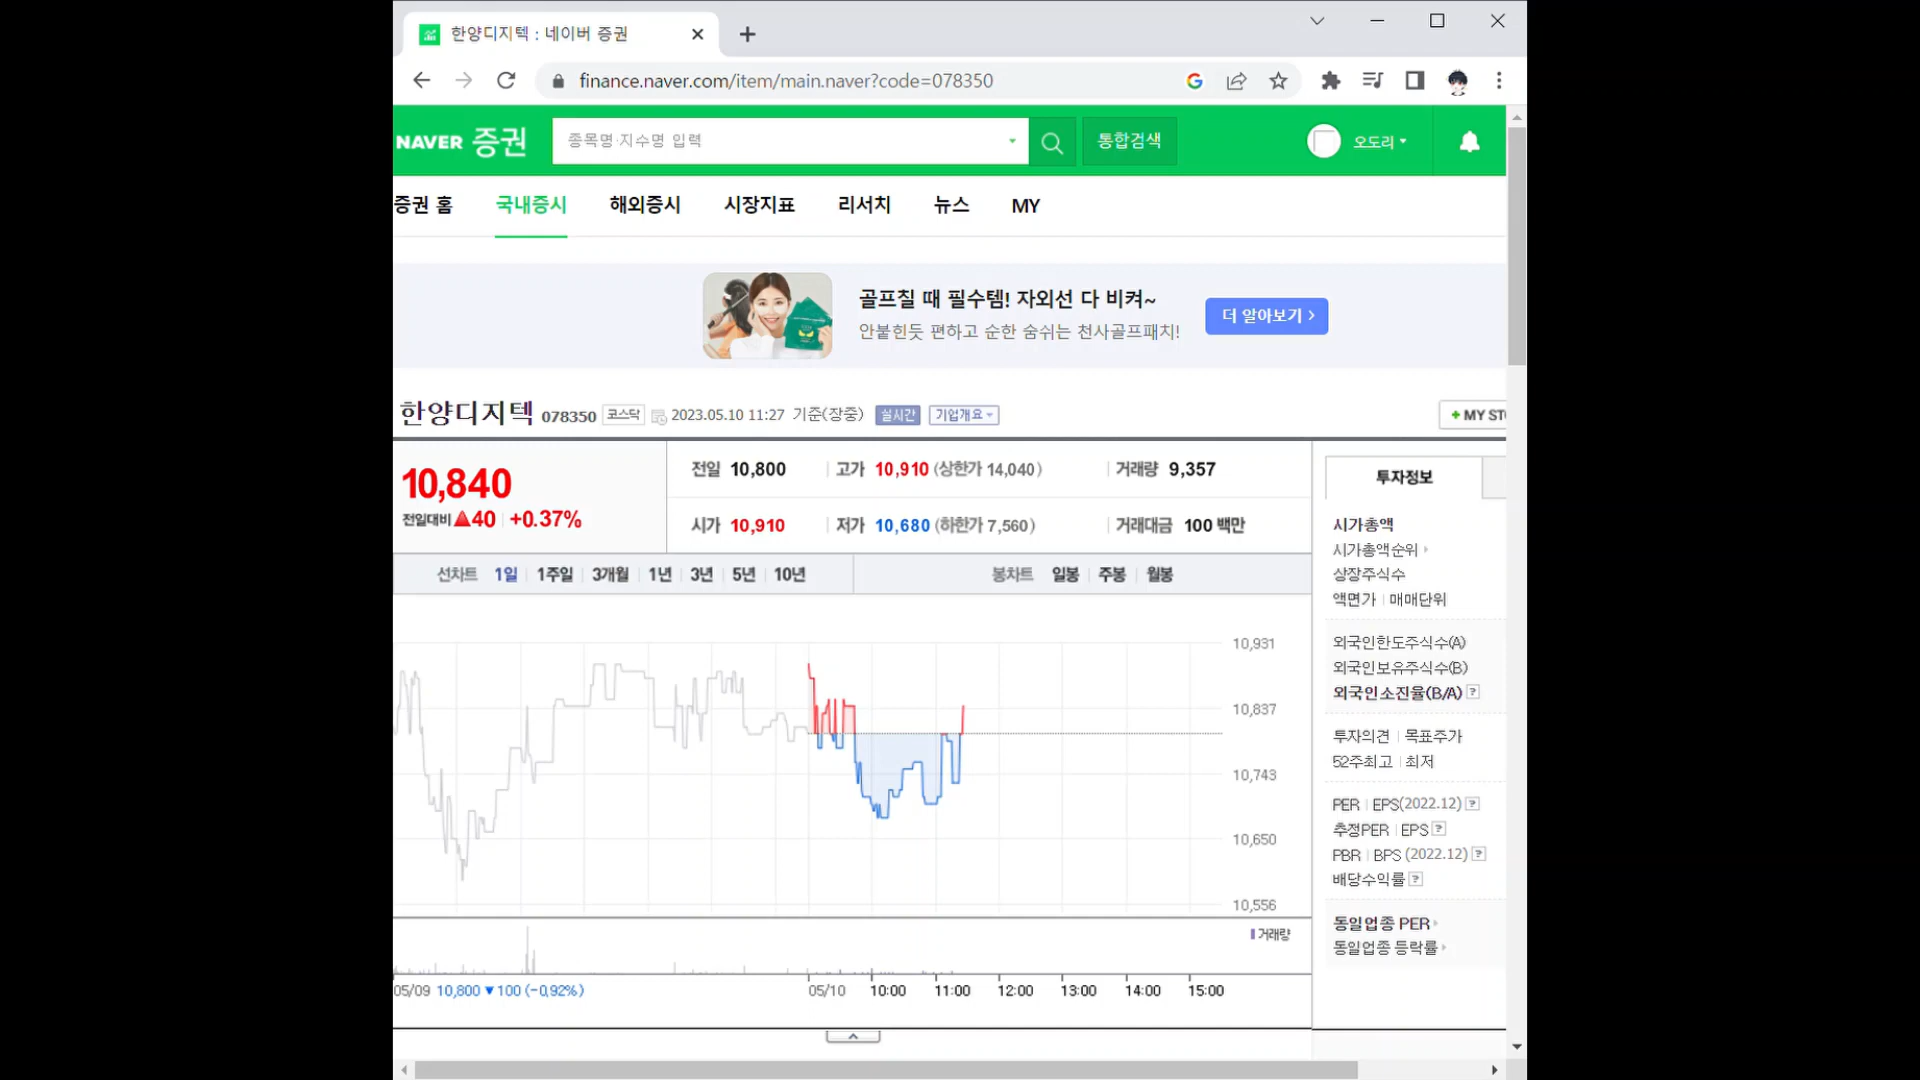 한양디지텍 : 네이버 증권
finance.naver.com/item/main.naver?code=078350
NAVER 증권
종목명·지수명 입력
통합검색
오도리
증권 홈 국내증시 해외증시 시장지표 리서치 뉴스 MY
골프칠 때 필수템! 자외선 다 비켜~
안붙힌듯 편하고 순한 숨쉬는 천사골프패치!
더 알아보기 >
한양디지텍 078350 코스닥 2023.05.10 11:27 기준(장중) 실시간 기업개요
+ MY STO
10,840
전일대비 ▲40 +0.37%
전일 10,800 고가 10,910 (상한가 14,040) 거래량 9,357
시가 10,910 저가 10,680 (하한가 7,560) 거래대금 100 백만
선차트 1일 1주일 3개월 1년 3년 5년 10년
봉차트 일봉 주봉 월봉
10,931
10,837
10,743
10,650
10,556
거래량
05/09 10,800 ▼100 (-0.92%)
05/10 10:00 11:00 12:00 13:00 14:00 15:00
투자정보
시가총액
시가총액순위
상장주식수
액면가 | 매매단위
외국인한도주식수(A)
외국인보유주식수(B)
외국인소진율(B/A) ?
투자의견 | 목표주가
52주최고 | 최저
PER | EPS(2022.12) ?
추정PER | EPS ?
PBR | BPS (2022.12) ?
배당수익률 ?
동일업종 PER
동일업종 등락률